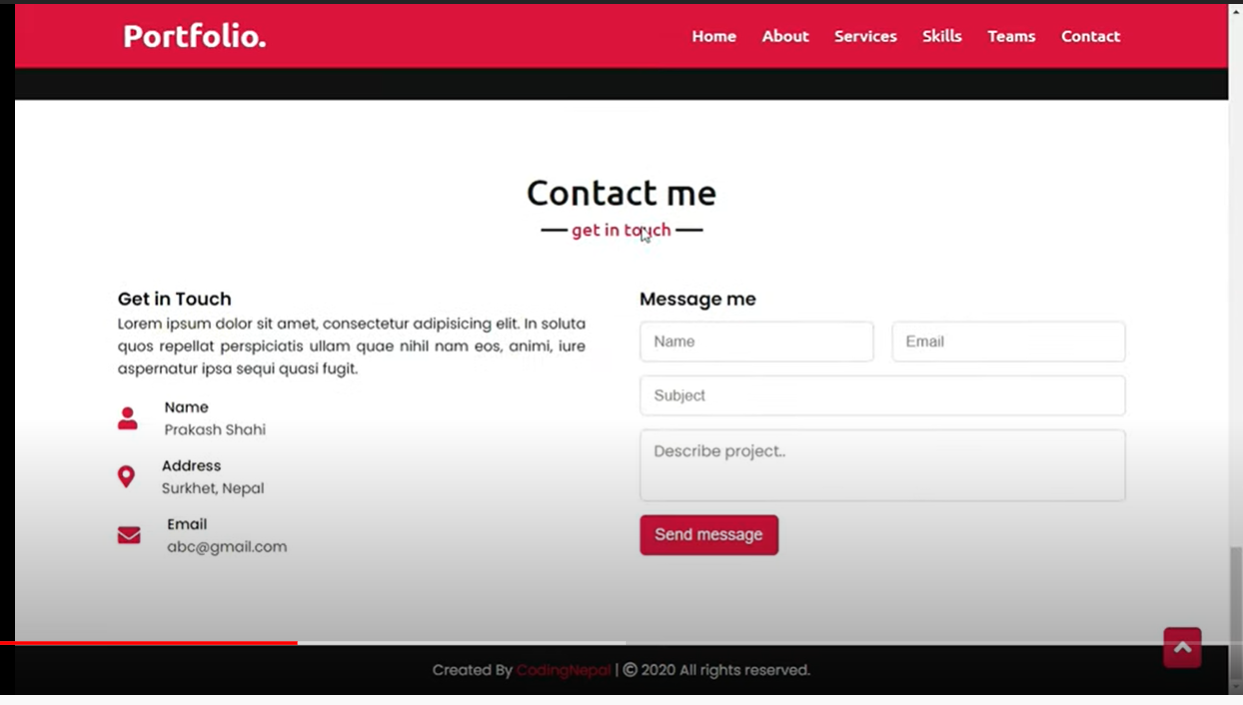 Portfolio.
Home About Services Skills Teams Contact
Contact me
get in touch
Get in Touch
Lorem ipsum dolor sit amet, consectetur adipisicing elit. In soluta
quos repellat perspiciatis ullam quae nihil nam eos, animi, iure
aspernatur ipsa sequi quasi fugit.
Name
Prakash Shahi
Address
Surkhet, Nepal
Email
abc@gmail.com
Message me
Name Email
Subject
Describe project..
Send message
Created By CodingNepal | © 2020 All rights reserved.